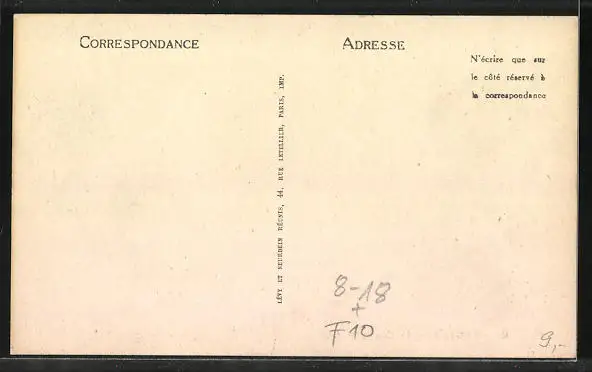 CORRESPONDANCE
ADRESSE
N'écrire que sur
le côté réservé à
la correspondance
LÉVY ET NEURDEIN RÉUNIS, 44, RUE LETELLIER, PARIS, IMP.
8-18
+
F10
9,-